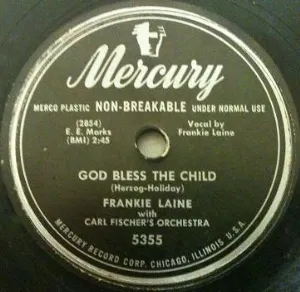 Mercury
MERCO PLASTIC NON-BREAKABLE UNDER NORMAL USE
(2854)
E. E. Marks
(BMI) 2:45
Vocal by
Frankie Laine
GOD BLESS THE CHILD
(Herzog-Holiday)
FRANKIE LAINE
with
CARL FISCHER'S ORCHESTRA
5355
MERCURY RECORD CORP. CHICAGO, ILLINOIS U.S.A.